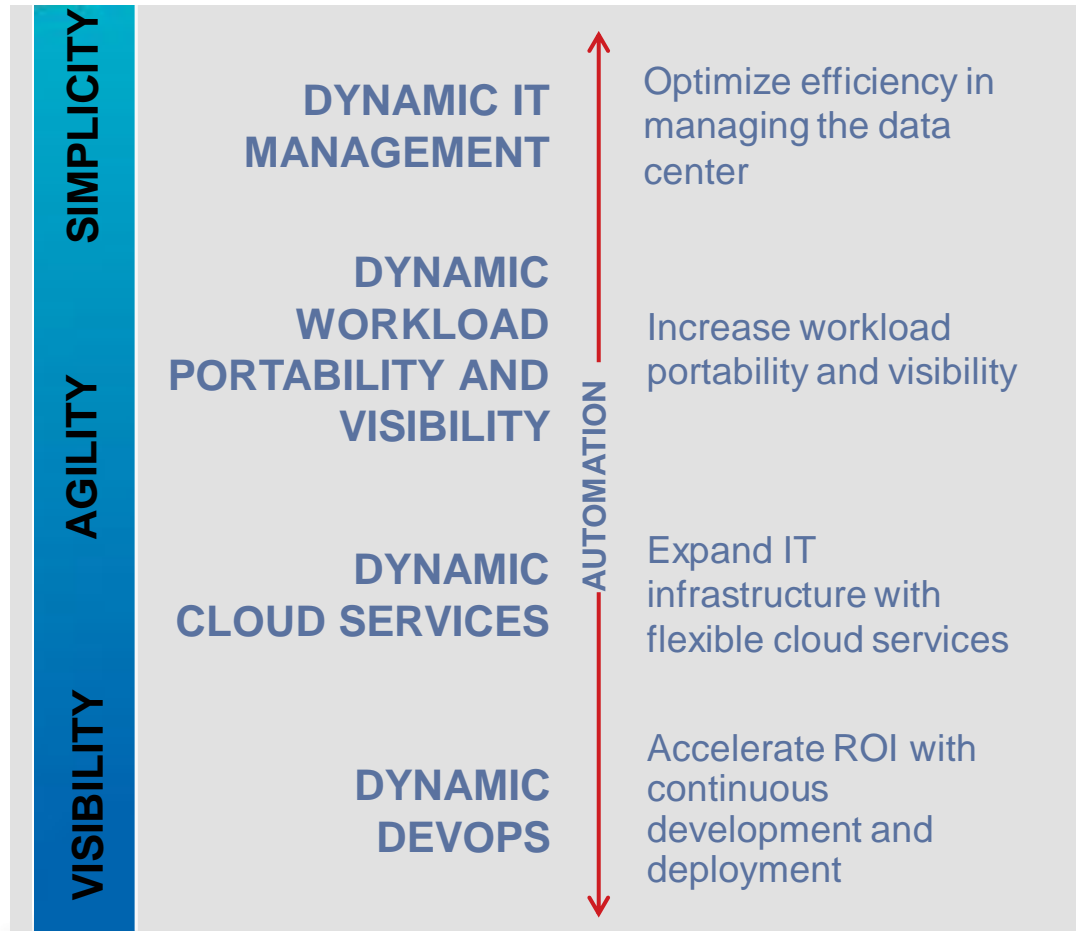 SIMPLICITY
AGILITY
VISIBILITY
DYNAMIC IT
MANAGEMENT
Optimize efficiency in
managing the data
center
DYNAMIC
WORKLOAD
PORTABILITY AND
VISIBILITY
Increase workload
portability and visibility
AUTOMATION
DYNAMIC
CLOUD SERVICES
Expand IT
infrastructure with
flexible cloud services
DYNAMIC
DEVOPS
Accelerate ROI with
continuous
development and
deployment